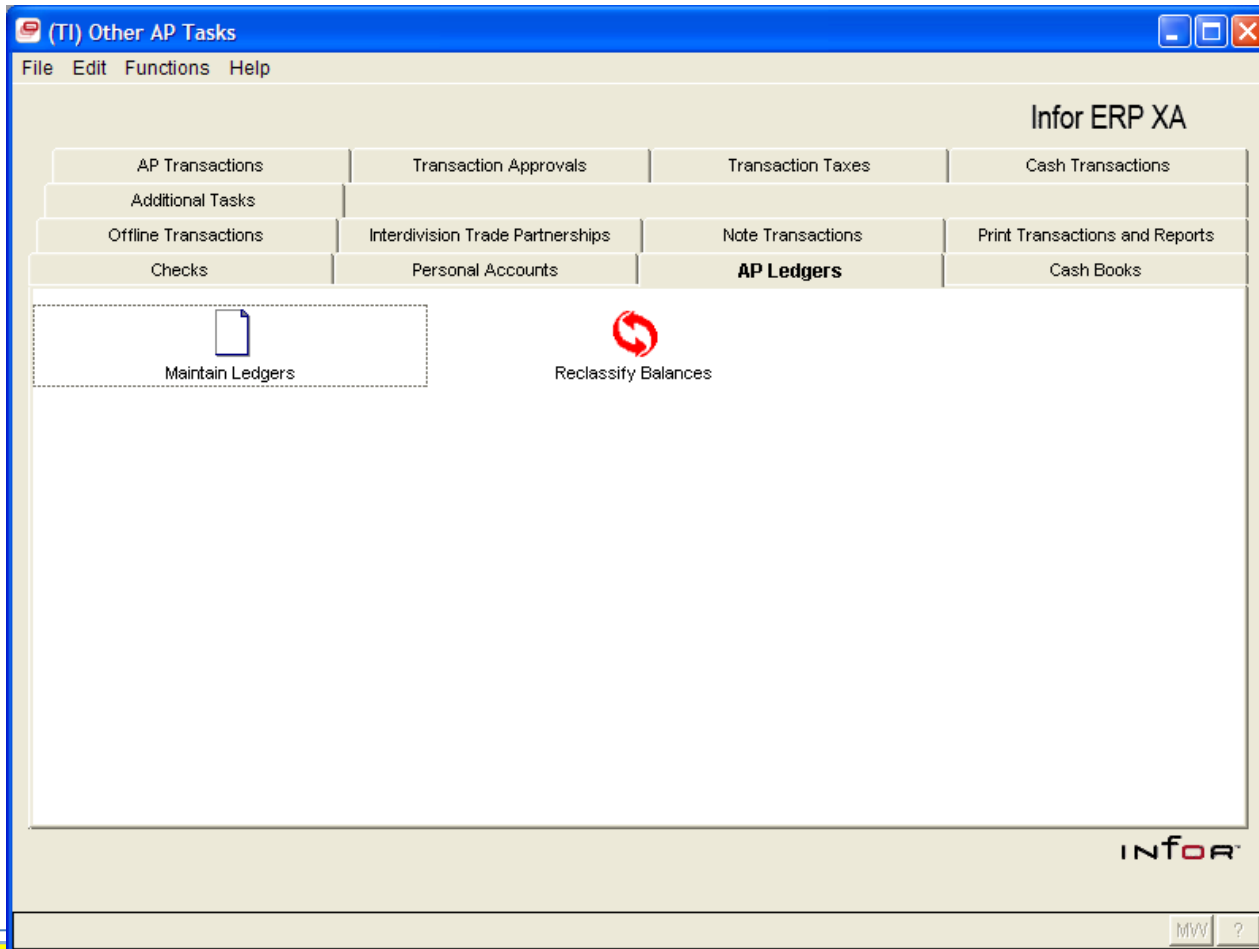 (TI) Other AP Tasks
File Edit Functions Help
Infor ERP XA
AP Transactions Transaction Approvals Transaction Taxes Cash Transactions
Additional Tasks
Offline Transactions Interdivision Trade Partnerships Note Transactions Print Transactions and Reports
Checks Personal Accounts AP Ledgers Cash Books
Maintain Ledgers Reclassify Balances
infor™
MW ?